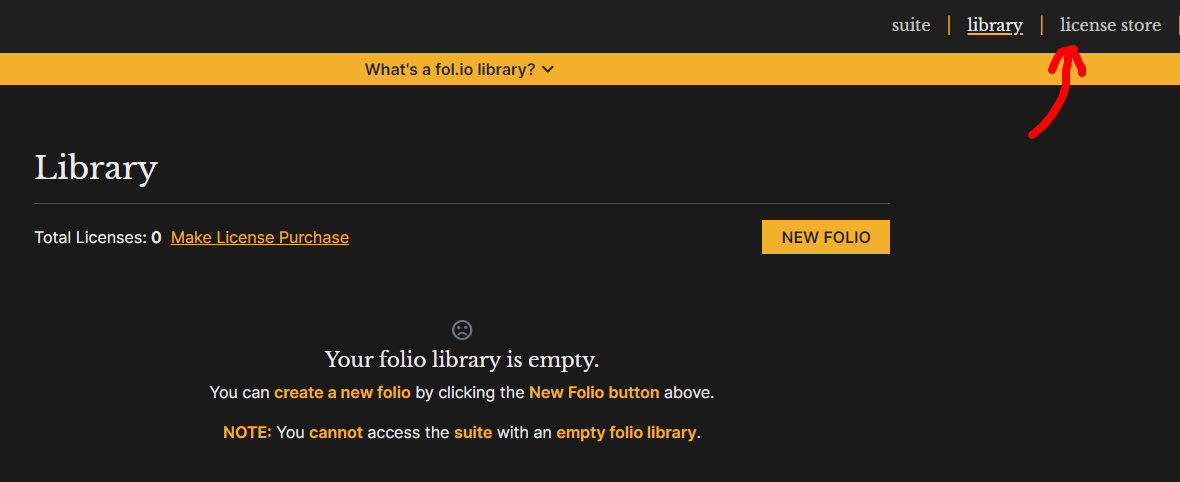 suite | library | license store
What's a fol.io library?
Library
Total Licenses: 0 Make License Purchase
NEW FOLIO
Your folio library is empty.
You can create a new folio by clicking the New Folio button above.
NOTE: You cannot access the suite with an empty folio library.